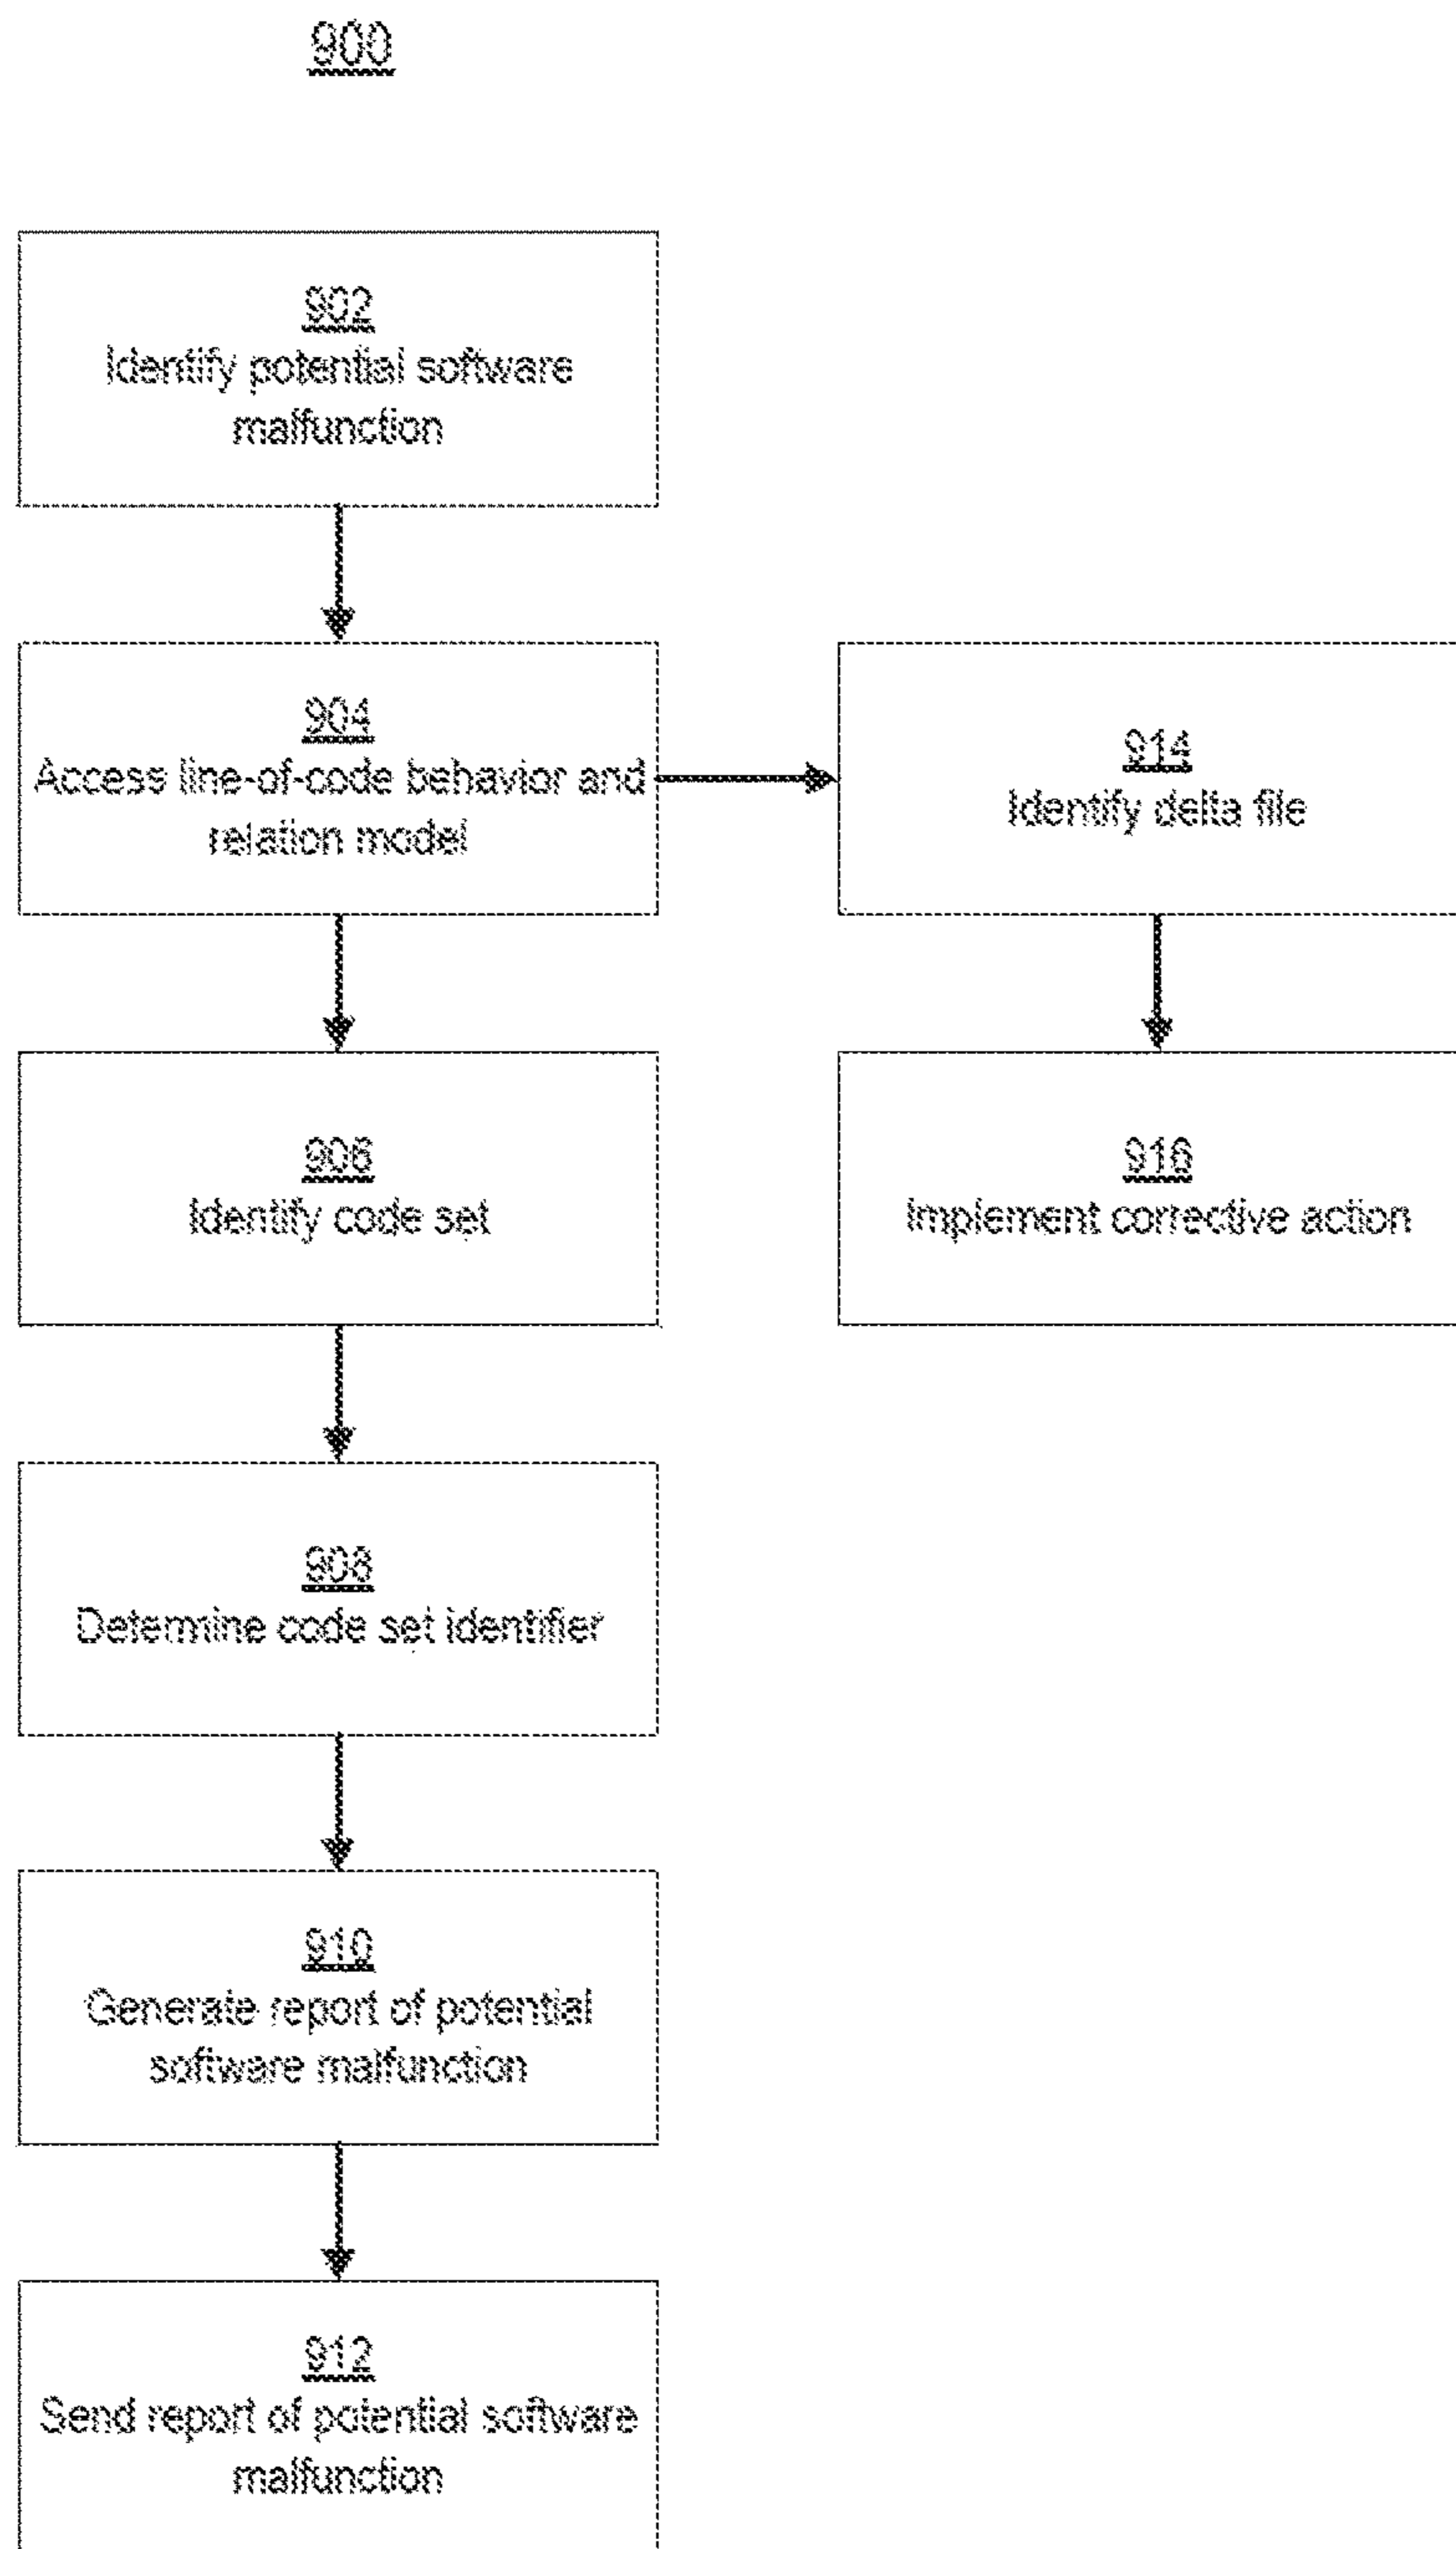 900
902
Identify potential software
malfunction
904
Access line-of-code behavior and
relation model
914
Identify delta file
906
Identify code set
916
Implement corrective action
908
Determine code set identifier
910
Generate report of potential
software malfunction
912
Send report of potential software
malfunction